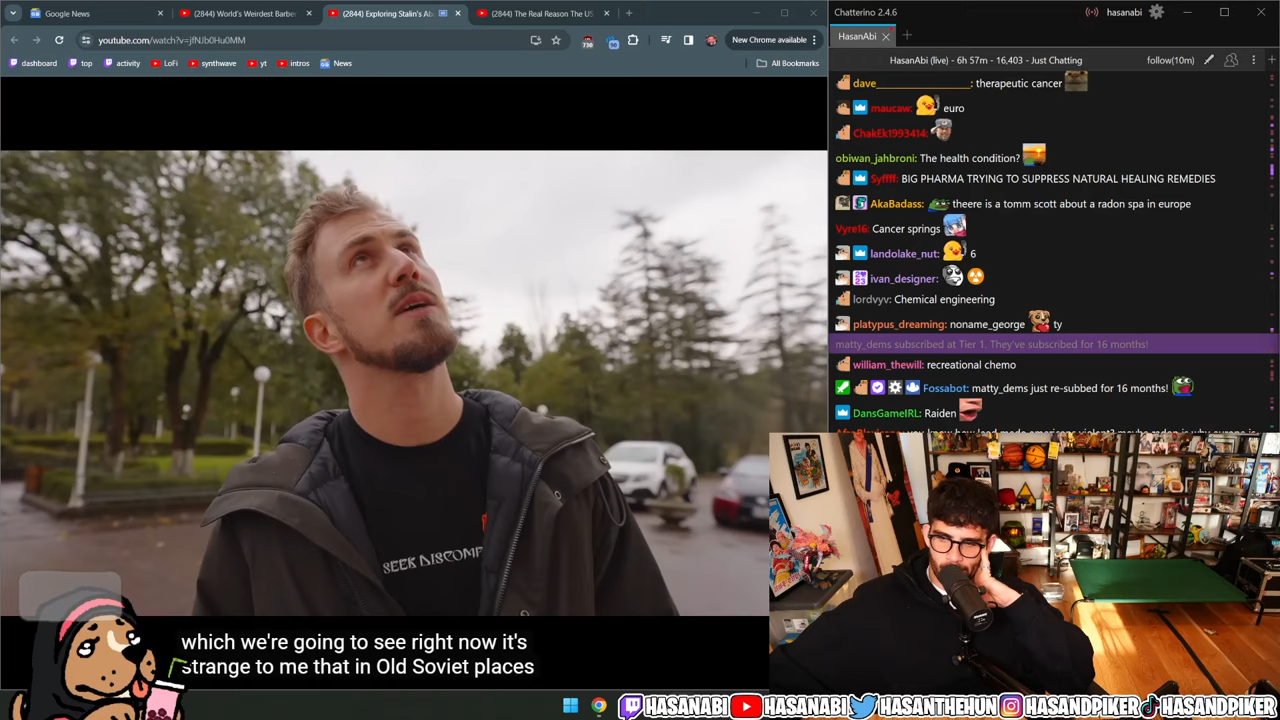 Google News
(2844) World's Weirdest Barbe
(2844) Exploring Stalin's Ab
(2844) The Real Reason The US
youtube.com/watch?v=jfNJb0Hu0MM
730
New Chrome available
dashboard
top
activity
LoFi
synthwave
yt
intros
News
All Bookmarks
SEEK DISCOMF
which we're going to see right now it's
strange to me that in Old Soviet places
Chatterino 2.4.6
hasanabi
HasanAbi
HasanAbi (live) - 6h 57m - 16,403 - Just Chatting
follow(10m)
dave____________________: therapeutic cancer
maucaw: euro
ChakEk1993414:
obiwan_jahbroni: The health condition?
Syffff: BIG PHARMA TRYING TO SUPPRESS NATURAL HEALING REMEDIES
AkaBadass: theere is a tomm scott about a radon spa in europe
Vyre16: Cancer springs
landolake_nut: 6
ivan_designer:
lordvyv: Chemical engineering
platypus_dreaming: noname_george ty
matty_dems subscribed at Tier 1. They've subscribed for 16 months!
william_thewill: recreational chemo
Fossabot: matty_dems just re-subbed for 16 months!
DansGameIRL: Raiden
HASANABI
HASANABI
HASANTHEHUN
HASANDPIKER
HASANDPIKER